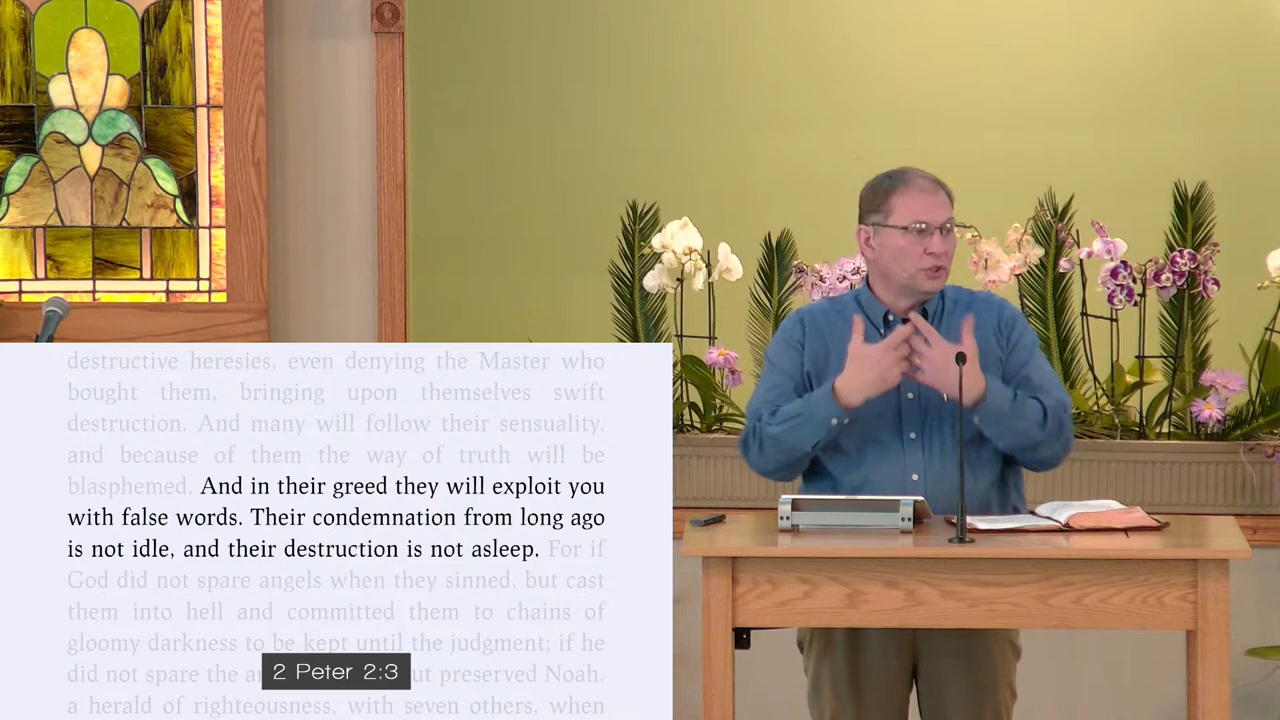 destructive heresies, even denying the Master who
bought them, bringing upon themselves swift
destruction. And many will follow their sensuality,
and because of them the way of truth will be
blasphemed. And in their greed they will exploit you
with false words. Their condemnation from long ago
is not idle, and their destruction is not asleep. For if
God did not spare angels when they sinned, but cast
them into hell and committed them to chains of
gloomy darkness to be kept until the judgment; if he
did not spare the preserved Noah,
2 Peter 2:3
a herald of righteousness, with seven others, when